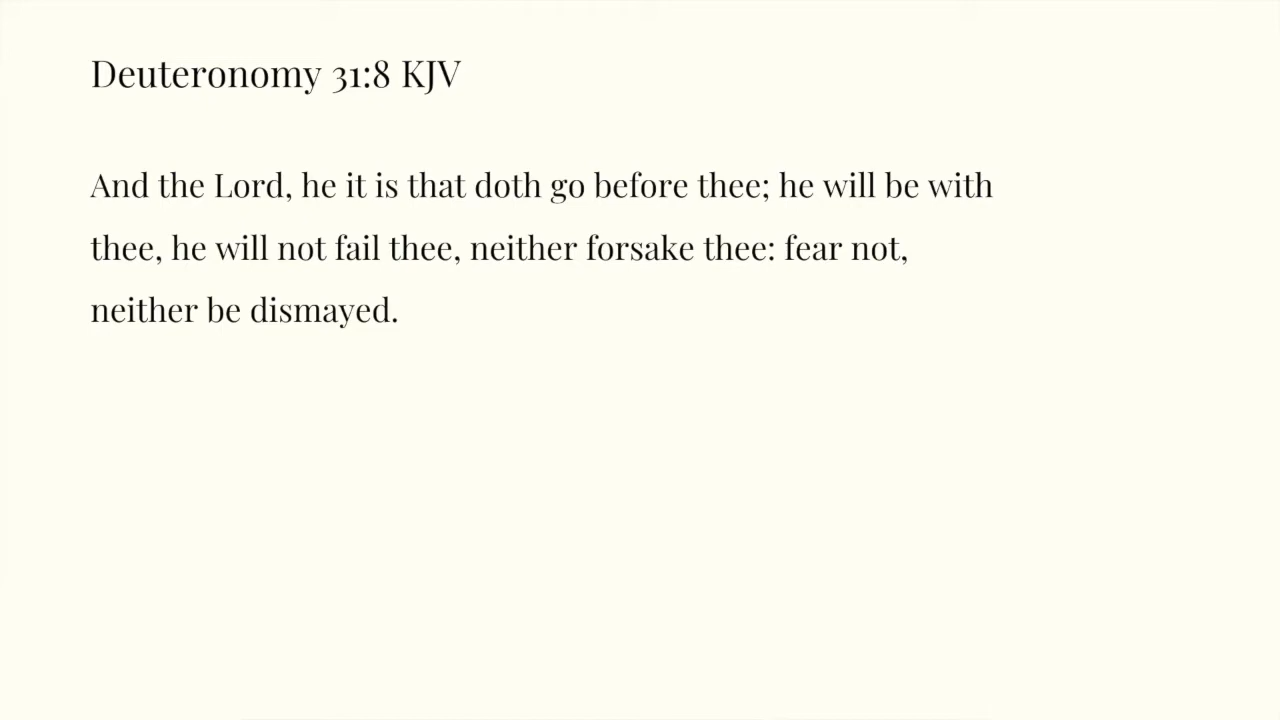 Deuteronomy 31:8 KJV
And the Lord, he it is that doth go before thee; he will be with
thee, he will not fail thee, neither forsake thee: fear not,
neither be dismayed.